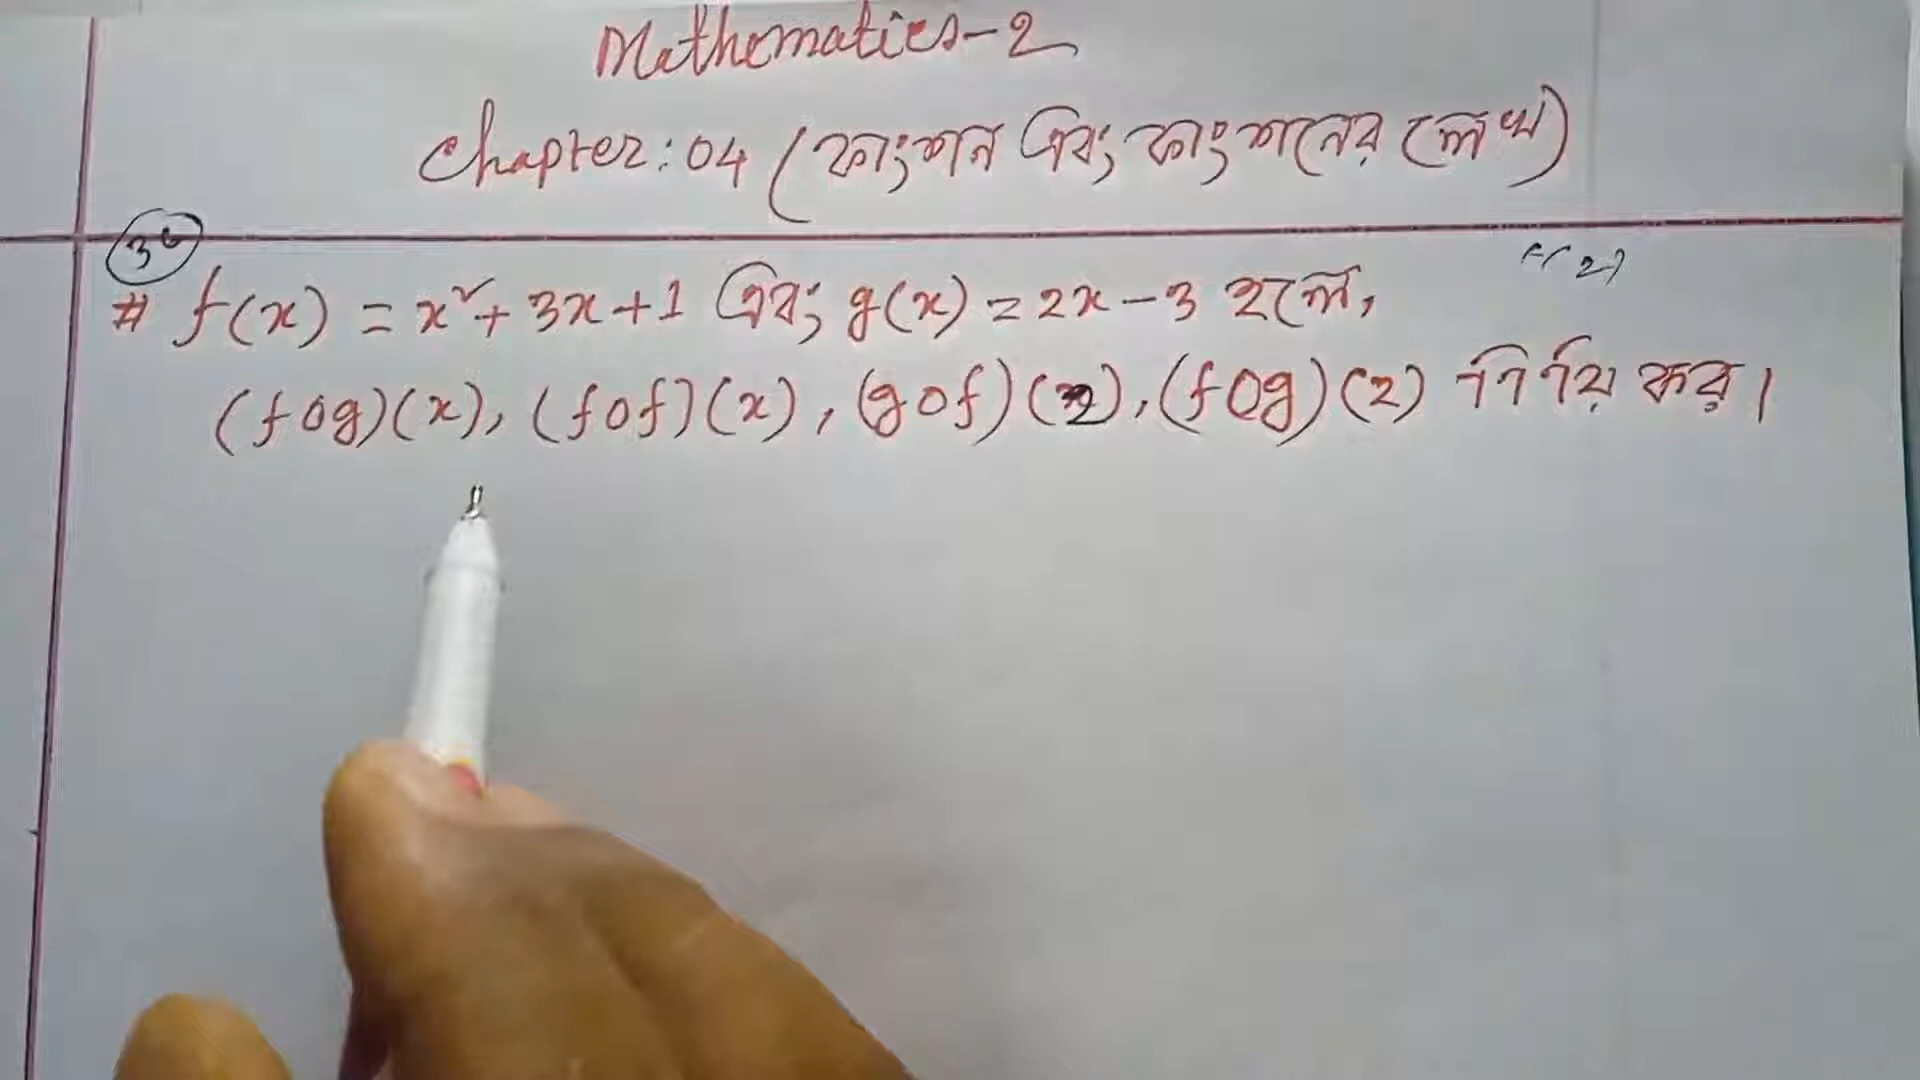 Mathematics-2
Chapter: 04 (ফাংশন এবং ফাংশনের লেখ)
# f(x) = x² + 3x + 1 এবং g(x) = 2x - 3 হলে,
(fog)(x), (fof)(x), (gof)(2), (fog)(2) নির্ণয় কর।